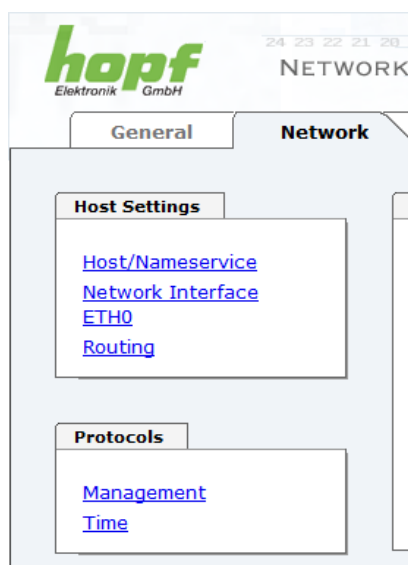 hopf
Elektronik GmbH
24 23 22 21 20
NETWORK
General
Network
Host Settings
Host/Nameservice
Network Interface
ETH0
Routing
Protocols
Management
Time